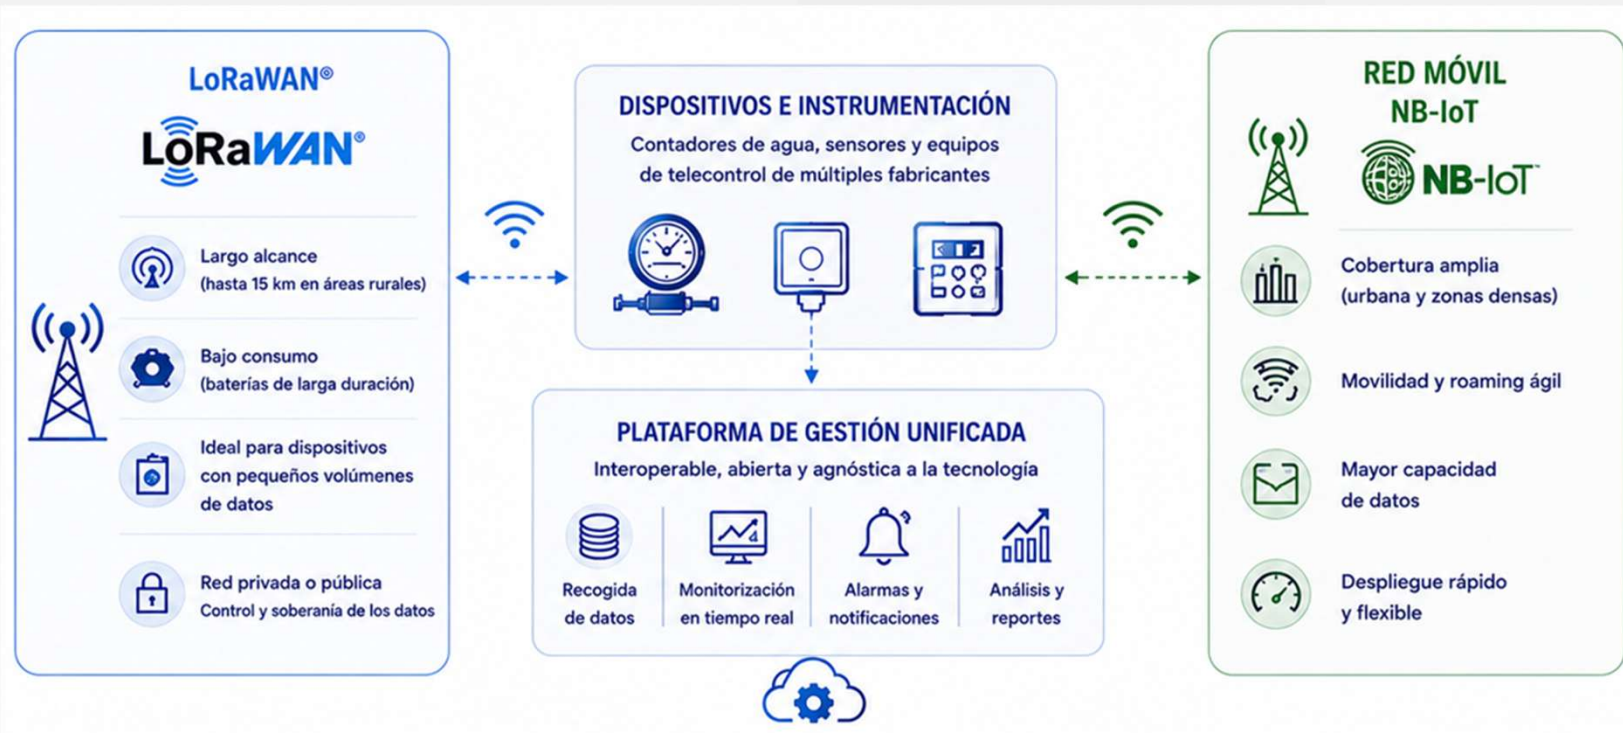 LoRaWAN®
LoRaWAN®
Largo alcance
(hasta 15 km en áreas rurales)
Bajo consumo
(baterías de larga duración)
Ideal para dispositivos
con pequeños volúmenes
de datos
Red privada o pública
Control y soberanía de los datos
DISPOSITIVOS E INSTRUMENTACIÓN
Contadores de agua, sensores y equipos
de telecontrol de múltiples fabricantes
PLATAFORMA DE GESTIÓN UNIFICADA
Interoperable, abierta y agnóstica a la tecnología
Recogida
de datos
Monitorización
en tiempo real
Alarmas y
notificaciones
Análisis y
reportes
RED MÓVIL
NB-IoT
NB-IoT™
Cobertura amplia
(urbana y zonas densas)
Movilidad y roaming ágil
Mayor capacidad
de datos
Despliegue rápido
y flexible